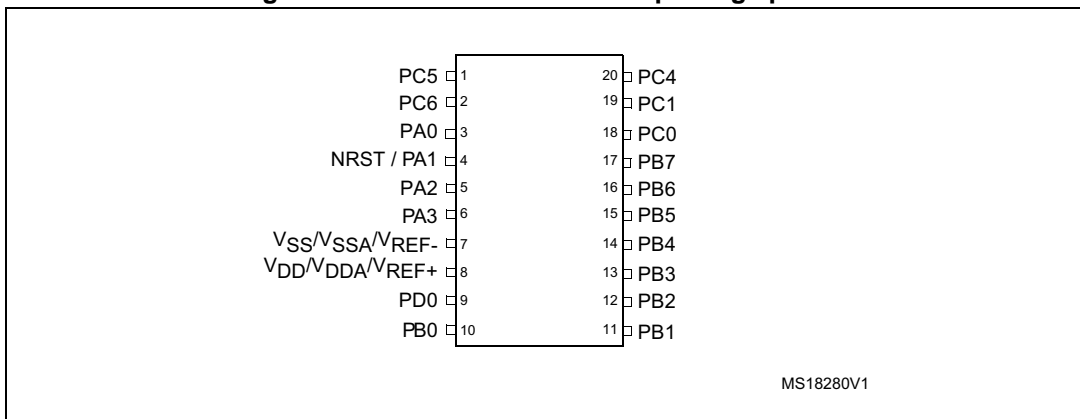 PC5 1 20 PC4
PC6 2 19 PC1
PA0 3 18 PC0
NRST / PA1 4 17 PB7
PA2 5 16 PB6
PA3 6 15 PB5
VSS/VSSA/VREF- 7 14 PB4
VDD/VDDA/VREF+ 8 13 PB3
PD0 9 12 PB2
PB0 10 11 PB1
MS18280V1